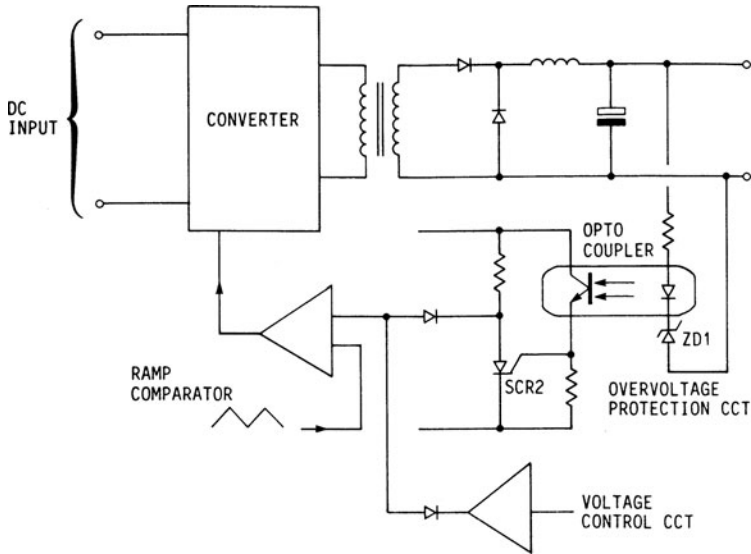 DC
INPUT
CONVERTER
OPTO
COUPLER
ZD1
RAMP
COMPARATOR
SCR2
OVERVOLTAGE
PROTECTION CCT
VOLTAGE
CONTROL CCT